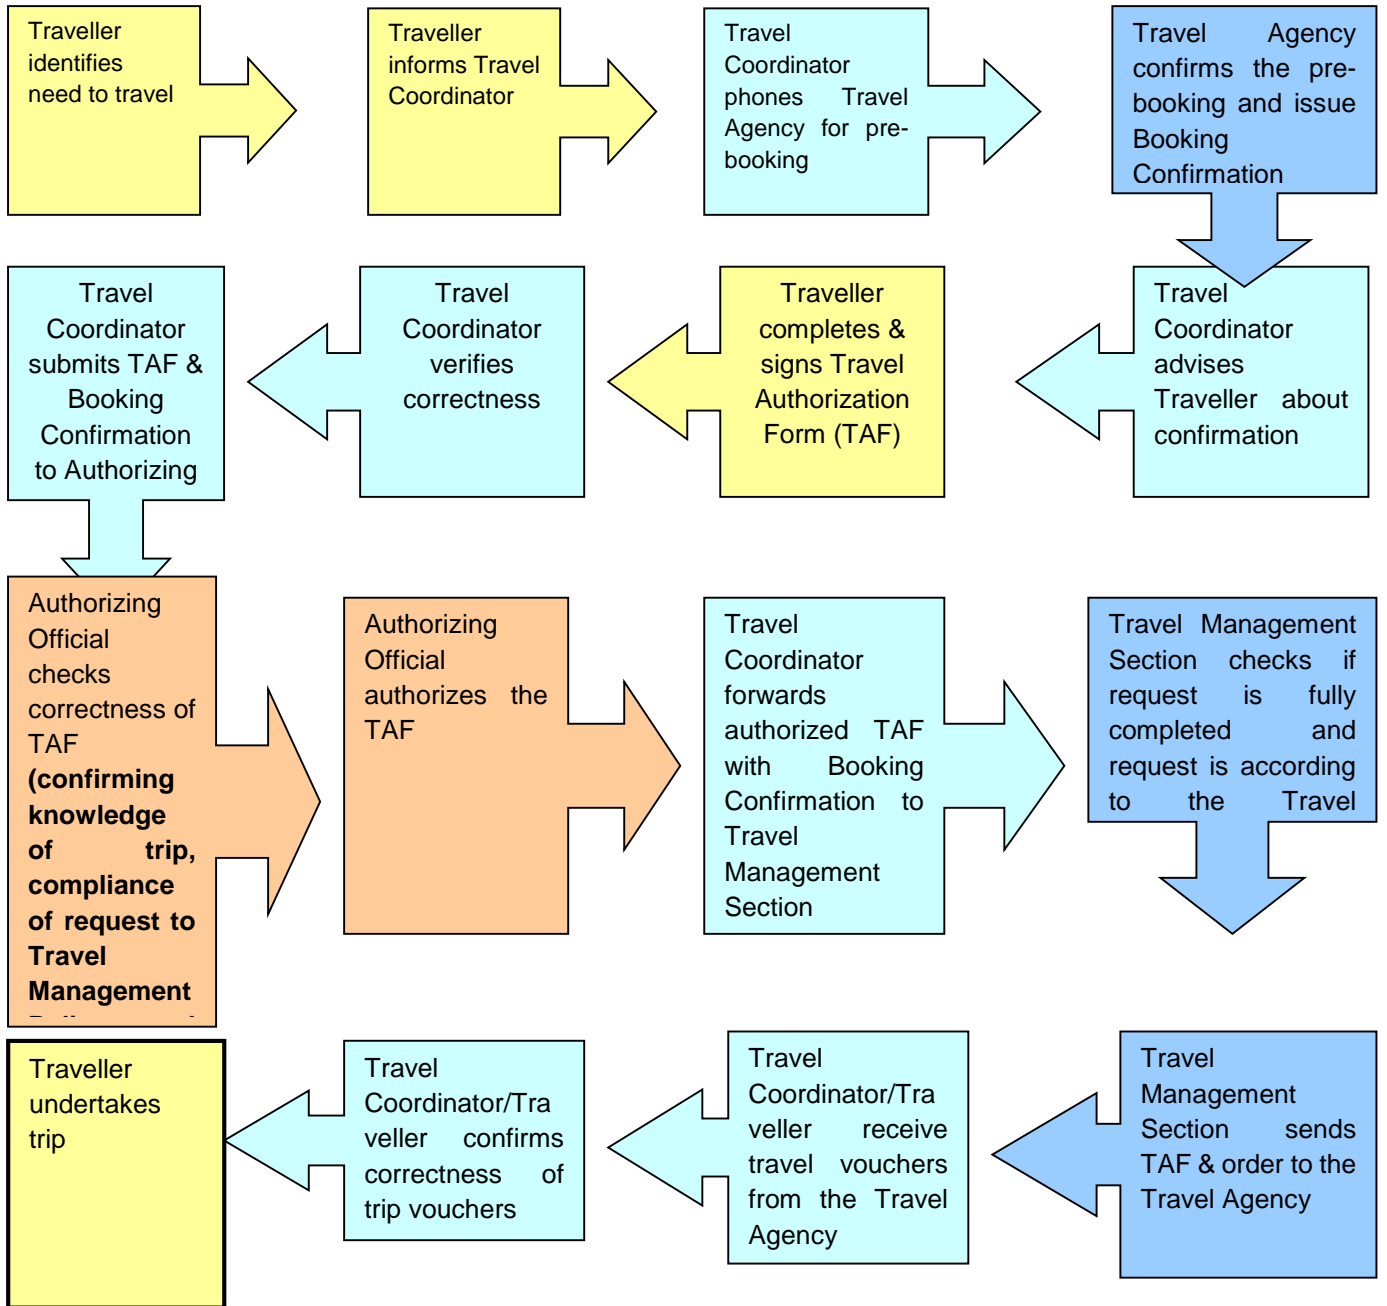 Traveller
identifies
need to travel
Traveller
informs Travel
Coordinator
Travel
Coordinator
phones Travel
Agency for pre-
booking
Travel Agency
confirms the pre-
booking and issue
Booking
Confirmation
Travel
Coordinator
advises
Traveller about
confirmation
Traveller
completes &
signs Travel
Authorization
Form (TAF)
Travel
Coordinator
verifies
correctness
Travel
Coordinator
submits TAF &
Booking
Confirmation
to Authorizing
Authorizing
Official
checks
correctness of
TAF
(confirming
knowledge
of trip,
compliance
of request to
Travel
Management
Authorizing
Official
authorizes the
TAF
Travel
Coordinator
forwards
authorized TAF
with Booking
Confirmation to
Travel
Management
Section
Travel Management
Section checks if
request is fully
completed and
request is according
to the Travel
Travel
Management
Section sends
TAF & order to the
Travel Agency
Travel
Coordinator/Tra
veller receive
travel vouchers
from the Travel
Agency
Travel
Coordinator/Tra
veller confirms
correctness of
trip vouchers
Traveller
undertakes
trip